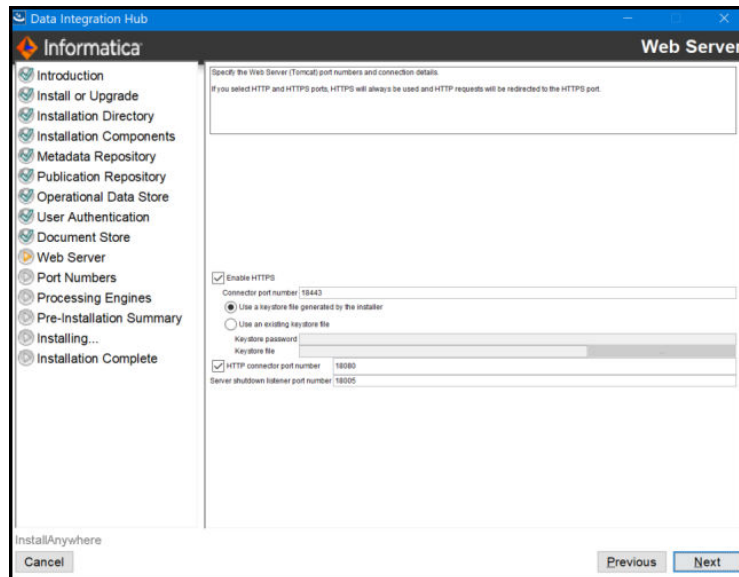 Data Integration Hub
Informatica
Web Server
Introduction
Install or Upgrade
Installation Directory
Installation Components
Metadata Repository
Publication Repository
Operational Data Store
User Authentication
Document Store
Web Server
Port Numbers
Processing Engines
Pre-Installation Summary
Installing...
Installation Complete
Specify the Web Server (Tomcat) port numbers and connection details.
If you select HTTP and HTTPS ports, HTTPS will always be used and HTTP requests will be redirected to the HTTPS port.
Enable HTTPS
Connector port number 18443
Use a keystore file generated by the installer
Use an existing keystore file
Keystore password
Keystore file
HTTP connector port number 18080
Server shutdown listener port number 18005
InstallAnywhere
Cancel
Previous
Next